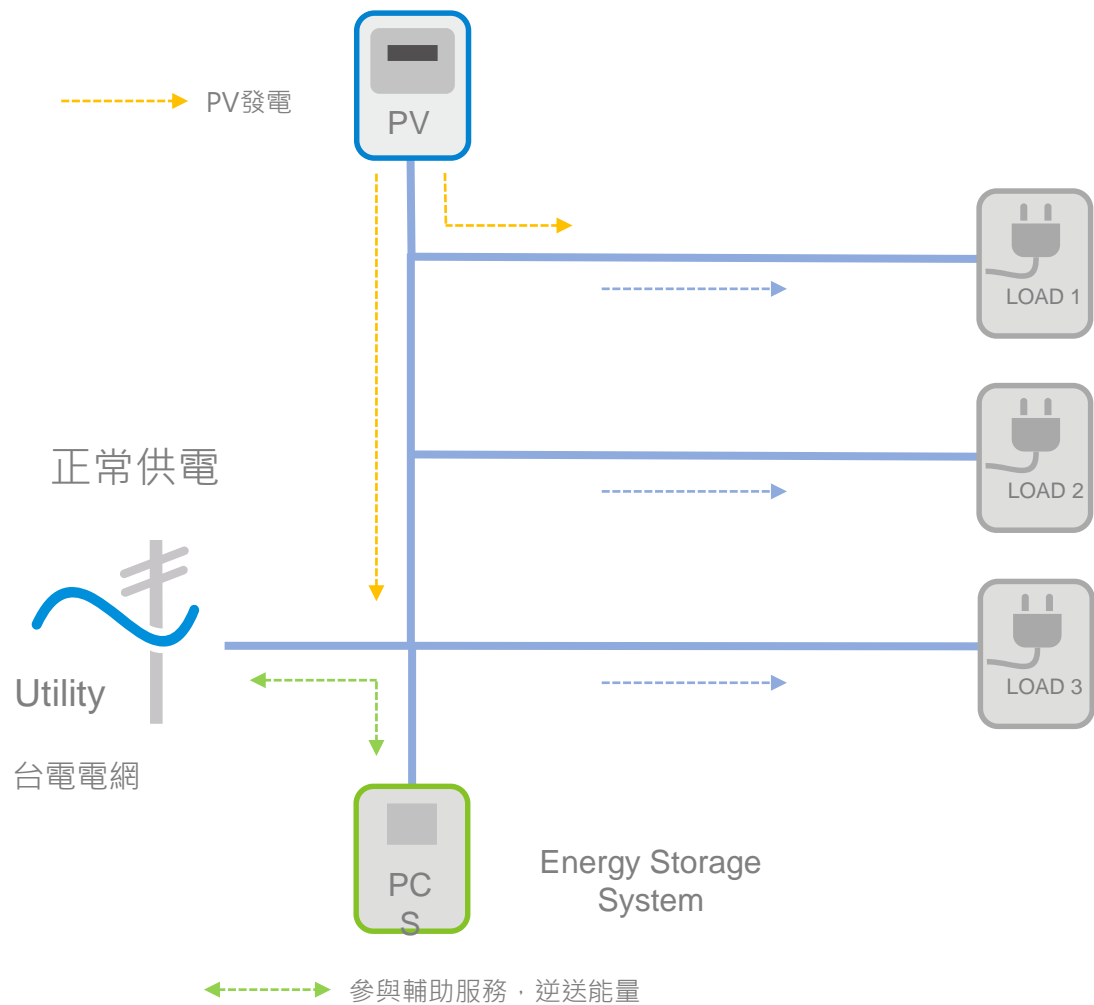 PV發電
PV
LOAD 1
正常供電
LOAD 2
Utility
LOAD 3
台電電網
PC
S
Energy Storage
System
參與輔助服務，逆送能量